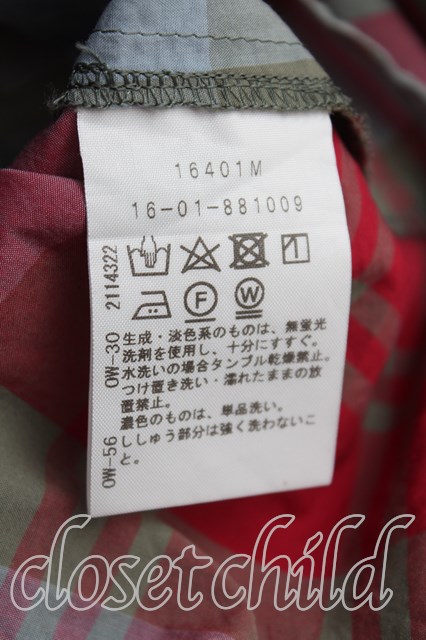 16401M
16-01-881009
F
W
生成・淡色系のものは、無蛍光
洗剤を使用し、十分にすすぐ。
水洗いの場合タンブル乾燥禁止。
つけ置き洗い・濡れたままの放
置禁止。
濃色のものは、単品洗い。
ししゅう部分は強く洗わないこ
と。
OW-56 OW-30 2114322
closet child